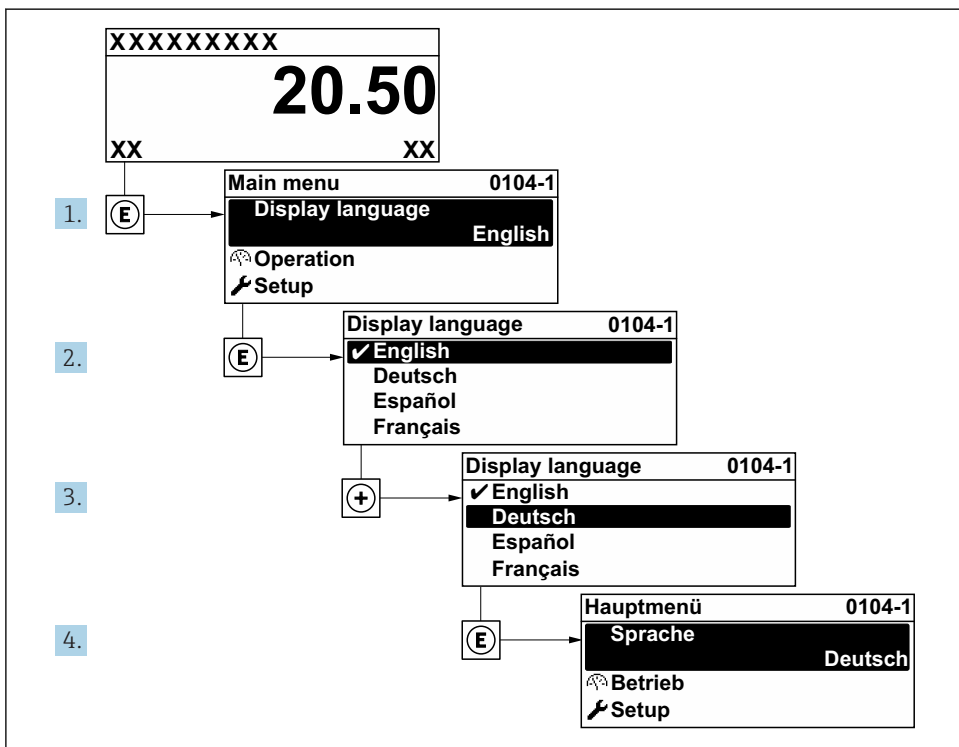 XXXXXXXXX
20.50
XX XX
1. E
Main menu 0104-1
Display language
English
Operation
Setup
2. E
Display language 0104-1
✔English
Deutsch
Español
Français
3. +
Display language 0104-1
✔English
Deutsch
Español
Français
4. E
Hauptmenü 0104-1
Sprache
Deutsch
Betrieb
Setup